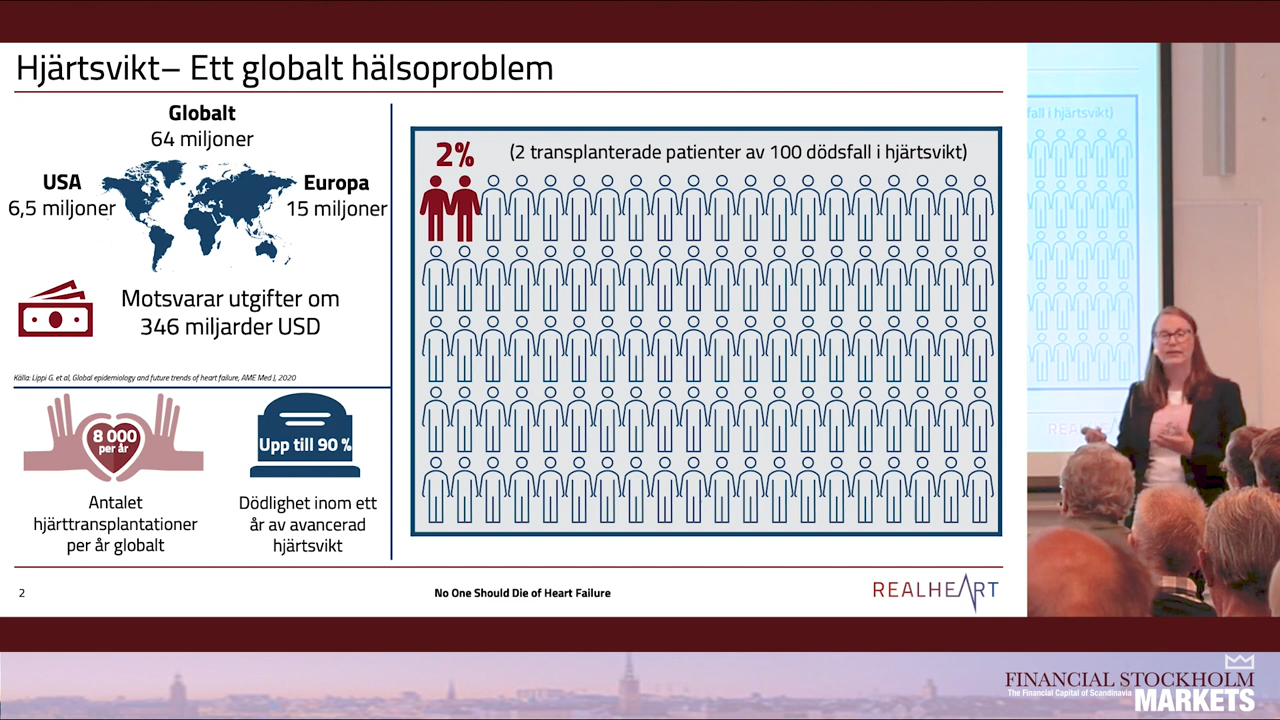 Hjärtsvikt– Ett globalt hälsoproblem
Globalt
64 miljoner
USA
6,5 miljoner
Europa
15 miljoner
Motsvarar utgifter om
346 miljarder USD
Källa: Lippi G. et al, Global epidemiology and future trends of heart failure, AME Med J, 2020
8 000
per år
Antalet
hjärttransplantationer
per år globalt
Upp till 90 %
Dödlighet inom ett
år av avancerad
hjärtsvikt
2%
(2 transplanterade patienter av 100 dödsfall i hjärtsvikt)
2
No One Should Die of Heart Failure
REALHEART
fall i hjärtsvikt)
REA
FINANCIAL STOCKHOLM
The Financial Capital of Scandinavia
MARKETS